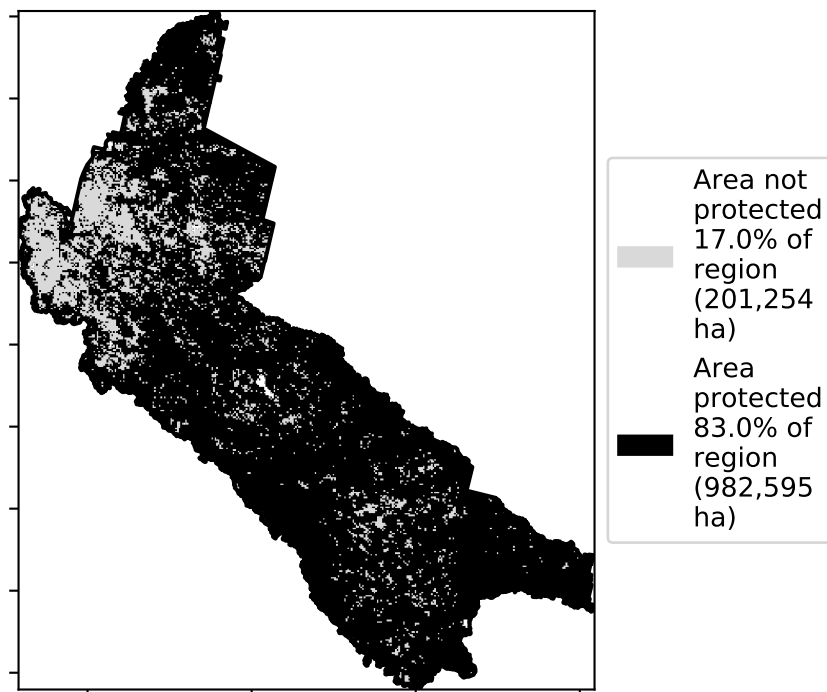 Area not
protected
17.0% of
region
(201,254
ha)
Area
protected
83.0% of
region
(982,595
ha)